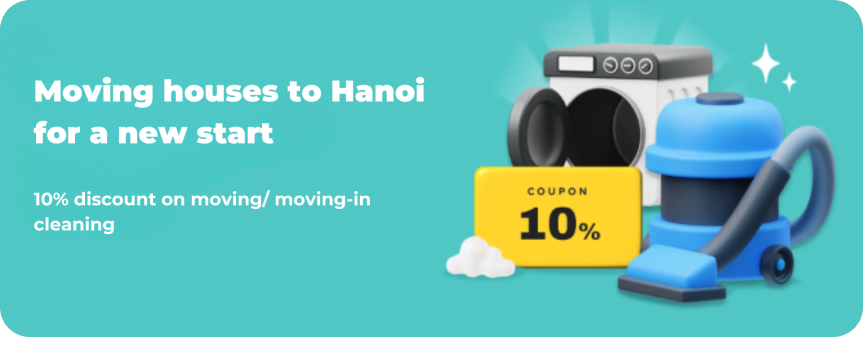 Moving houses to Hanoi
for a new start
10% discount on moving/ moving-in
cleaning
COUPON
10%